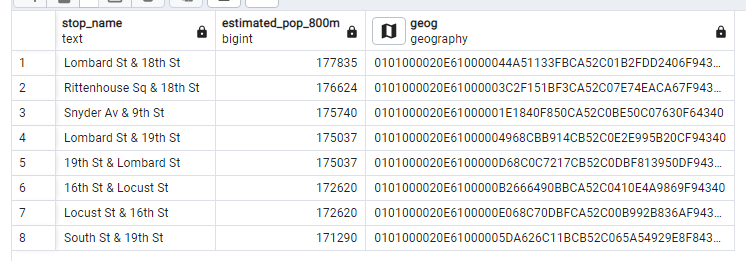 stop_name estimated_pop_800m geog
text bigint geography
1 Lombard St & 18th St 177835 0101000020E610000044A51133FBCA52C01B2FDD2406F943...
2 Rittenhouse Sq & 18th St 176624 0101000020E61000003C2F151BF3CA52C07E74EACA67F943...
3 Snyder Av & 9th St 175740 0101000020E61000001E1840F850CA52C0BE50C07630F64340
4 Lombard St & 19th St 175037 0101000020E61000004968CBB914CB52C0E2E995B20CF94340
5 19th St & Lombard St 175037 0101000020E6100000D68C0C7217CB52C0DBF813950DF943...
6 16th St & Locust St 172620 0101000020E6100000B2666490BBCA52C0410E4A9869F94340
7 Locust St & 16th St 172620 0101000020E6100000E068C70DBFCA52C00B992B836AF943...
8 South St & 19th St 171290 0101000020E61000005DA626C11BCB52C065A54929E8F843...